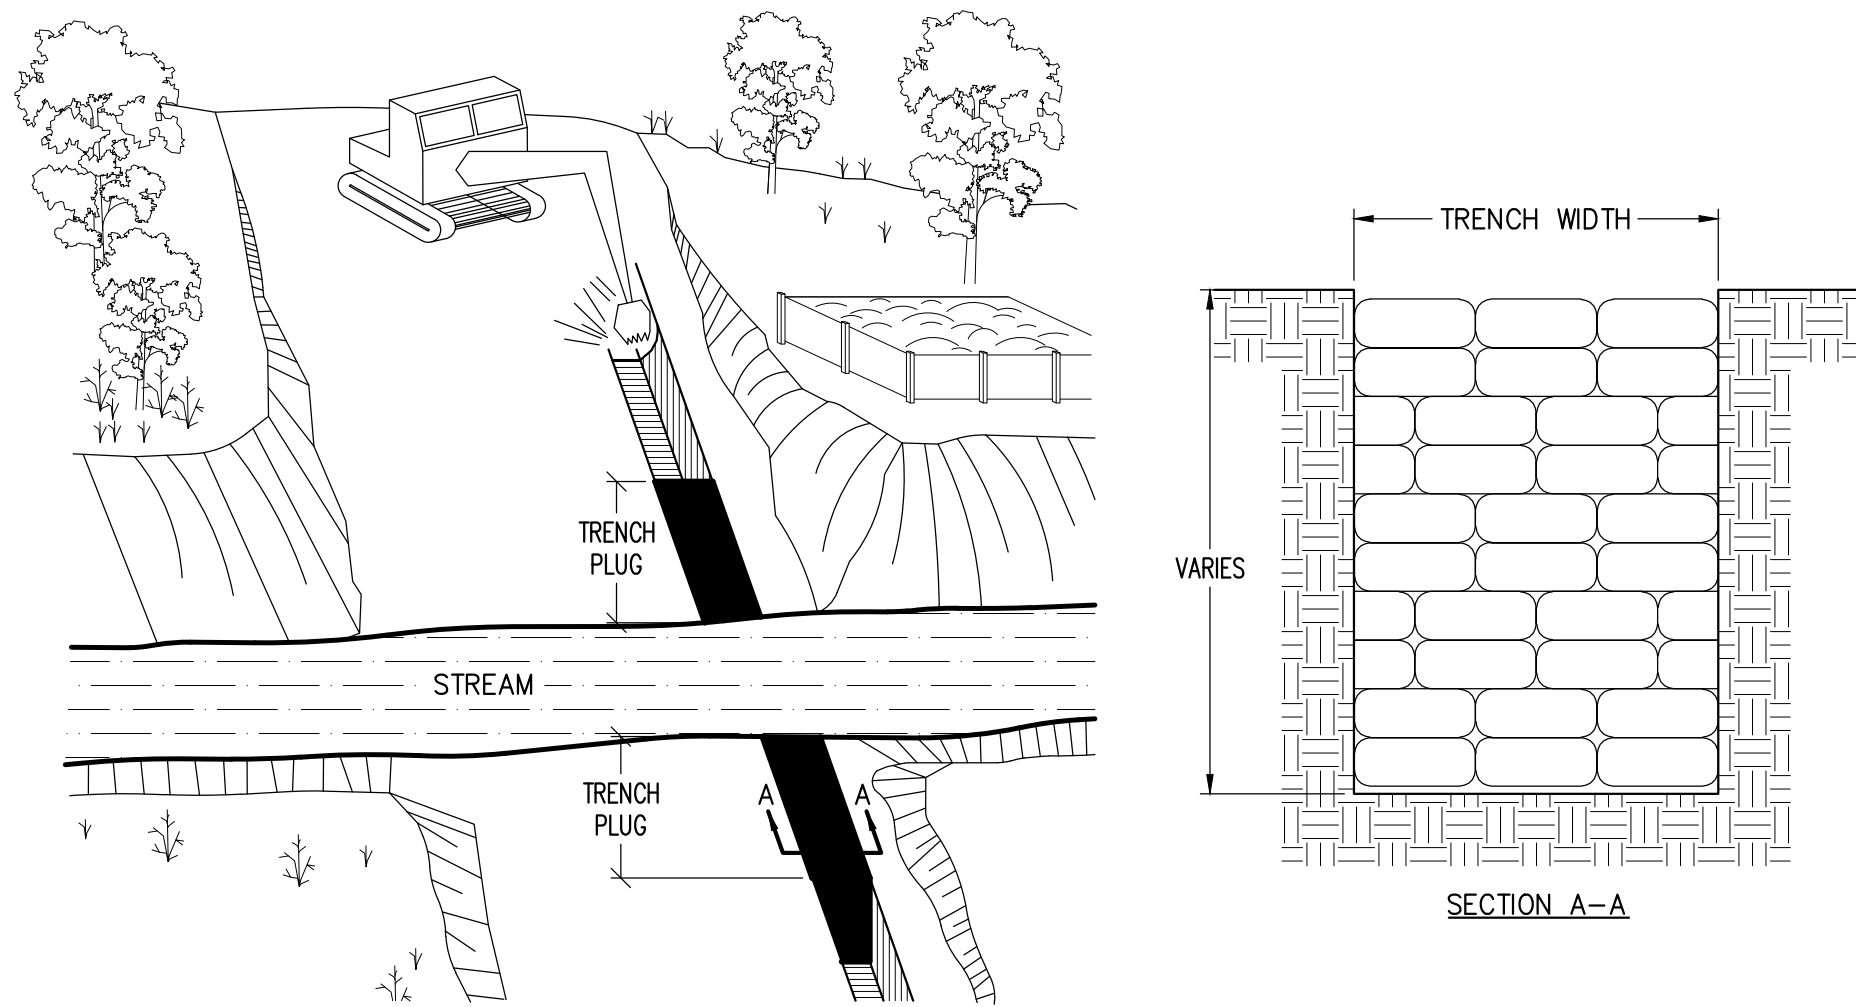 TRENCH
PLUG
STREAM
TRENCH
PLUG
A A
TRENCH WIDTH
VARIES
SECTION A-A